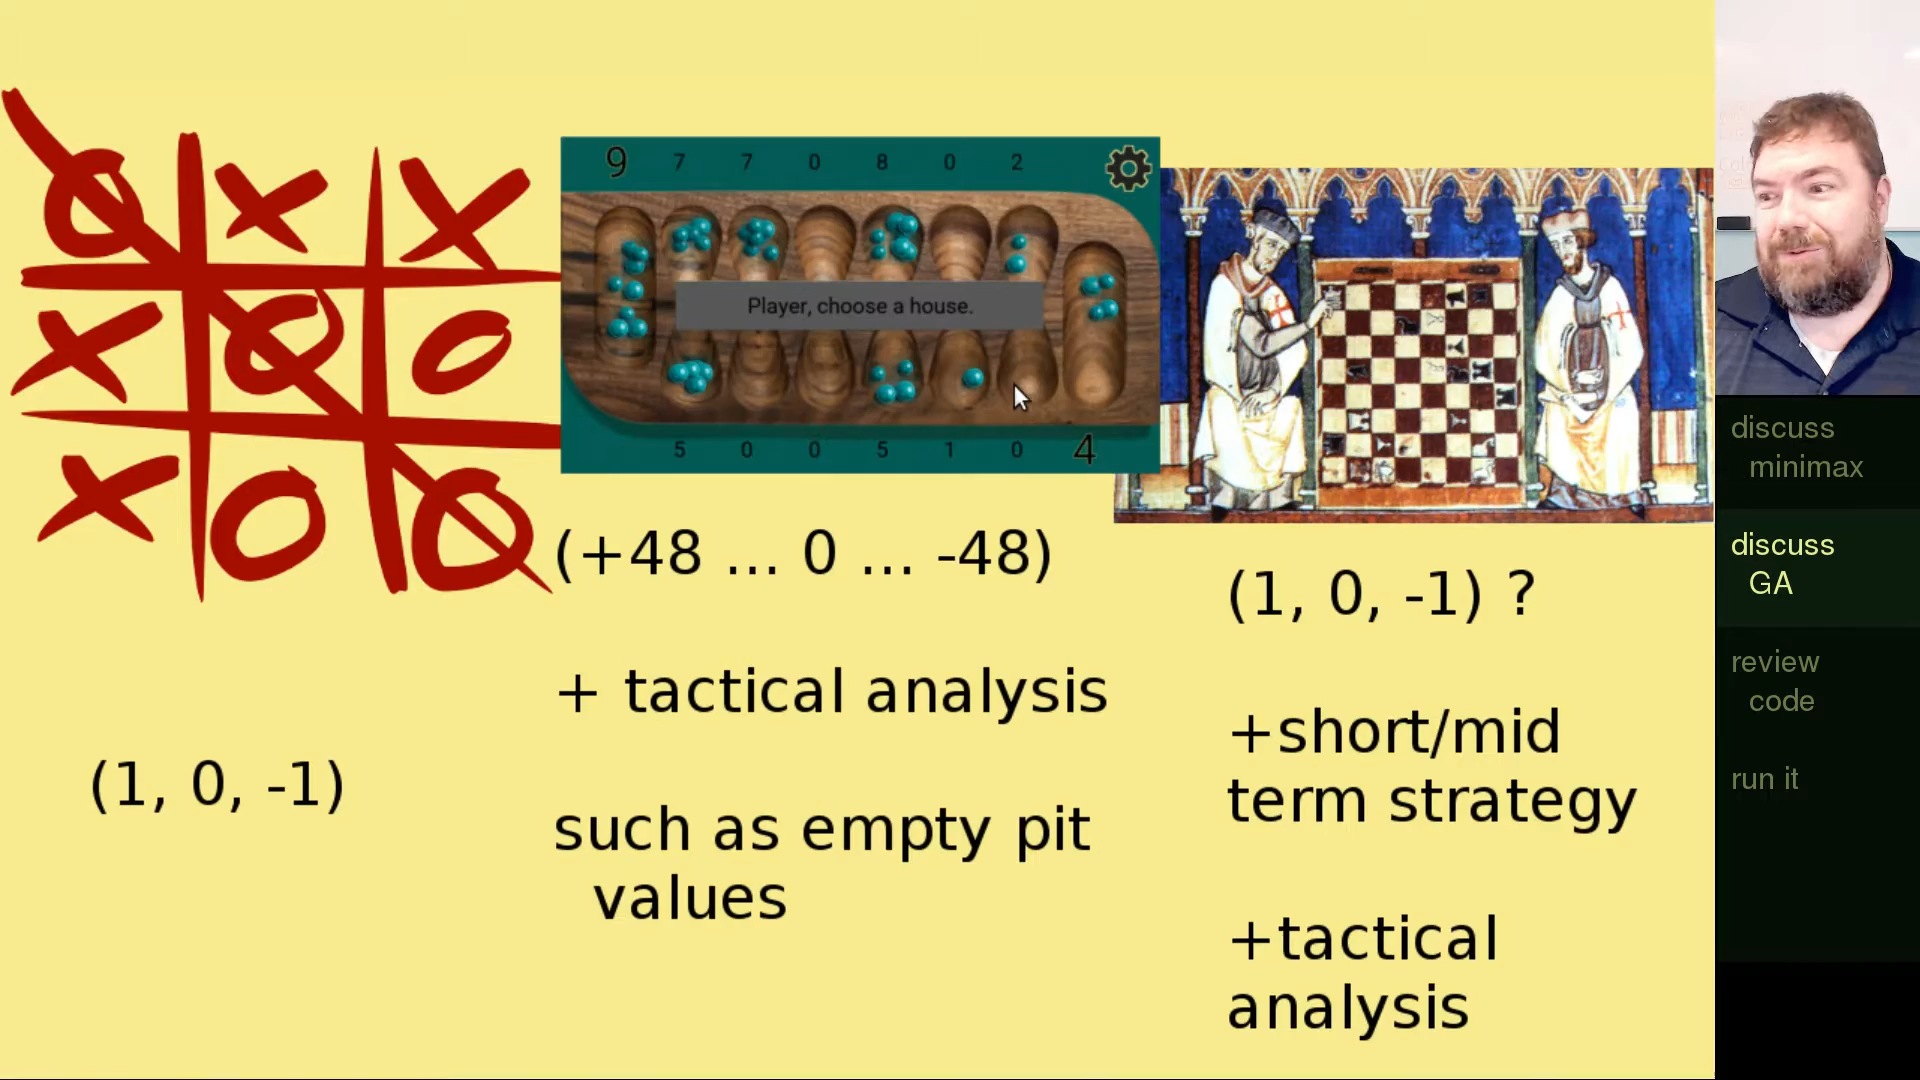 9 7 7 0 8 0 2
Player, choose a house.
5 0 0 5 1 0 4
(1, 0, -1)
(+48 ... 0 ... -48)
+ tactical analysis
such as empty pit
values
(1, 0, -1) ?
+short/mid
term strategy
+tactical
analysis
discuss
minimax
discuss
GA
review
code
run it